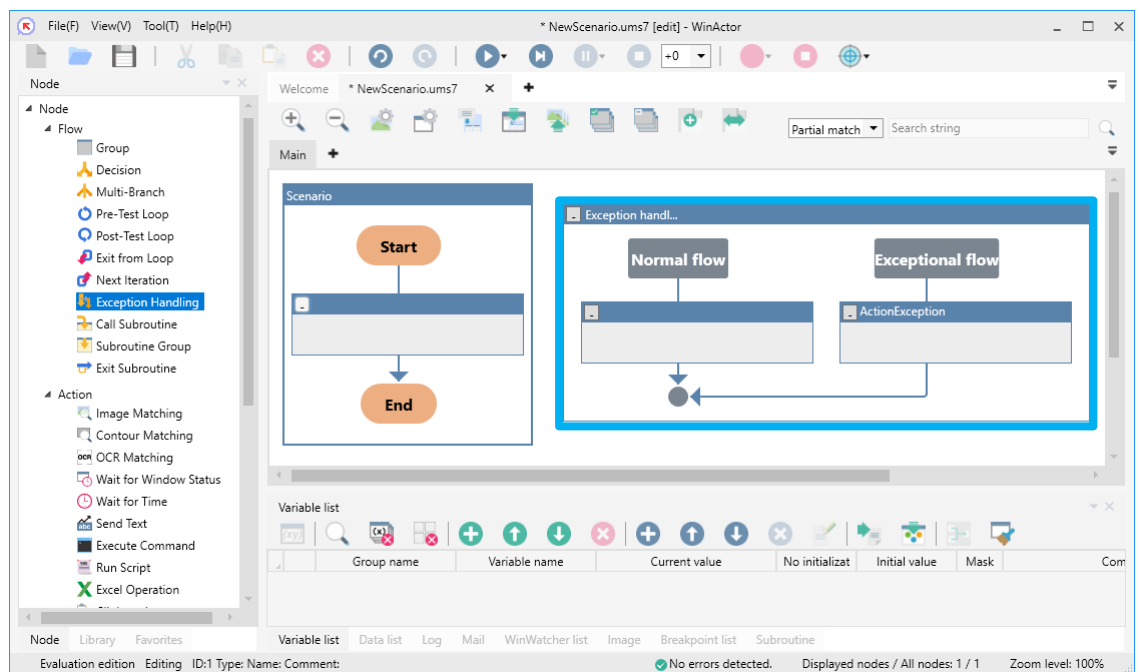 File(F) View(V) Tool(T) Help(H)
* NewScenario.ums7 [edit] - WinActor
+0
Node
Node
Flow
Group
Decision
Multi-Branch
Pre-Test Loop
Post-Test Loop
Exit from Loop
Next Iteration
Exception Handling
Call Subroutine
Subroutine Group
Exit Subroutine
Action
Image Matching
Contour Matching
OCR Matching
Wait for Window Status
Wait for Time
Send Text
Execute Command
Run Script
Excel Operation
Node Library Favorites
Welcome * NewScenario.ums7
Partial match Search string
Main
Scenario
Start
End
Exception handl...
Normal flow Exceptional flow
ActionException
Variable list
Group name Variable name Current value No initializat Initial value Mask Com
Variable list Data list Log Mail WinWatcher list Image Breakpoint list Subroutine
Evaluation edition Editing ID:1 Type: Name: Comment: No errors detected. Displayed nodes / All nodes: 1 / 1 Zoom level: 100%